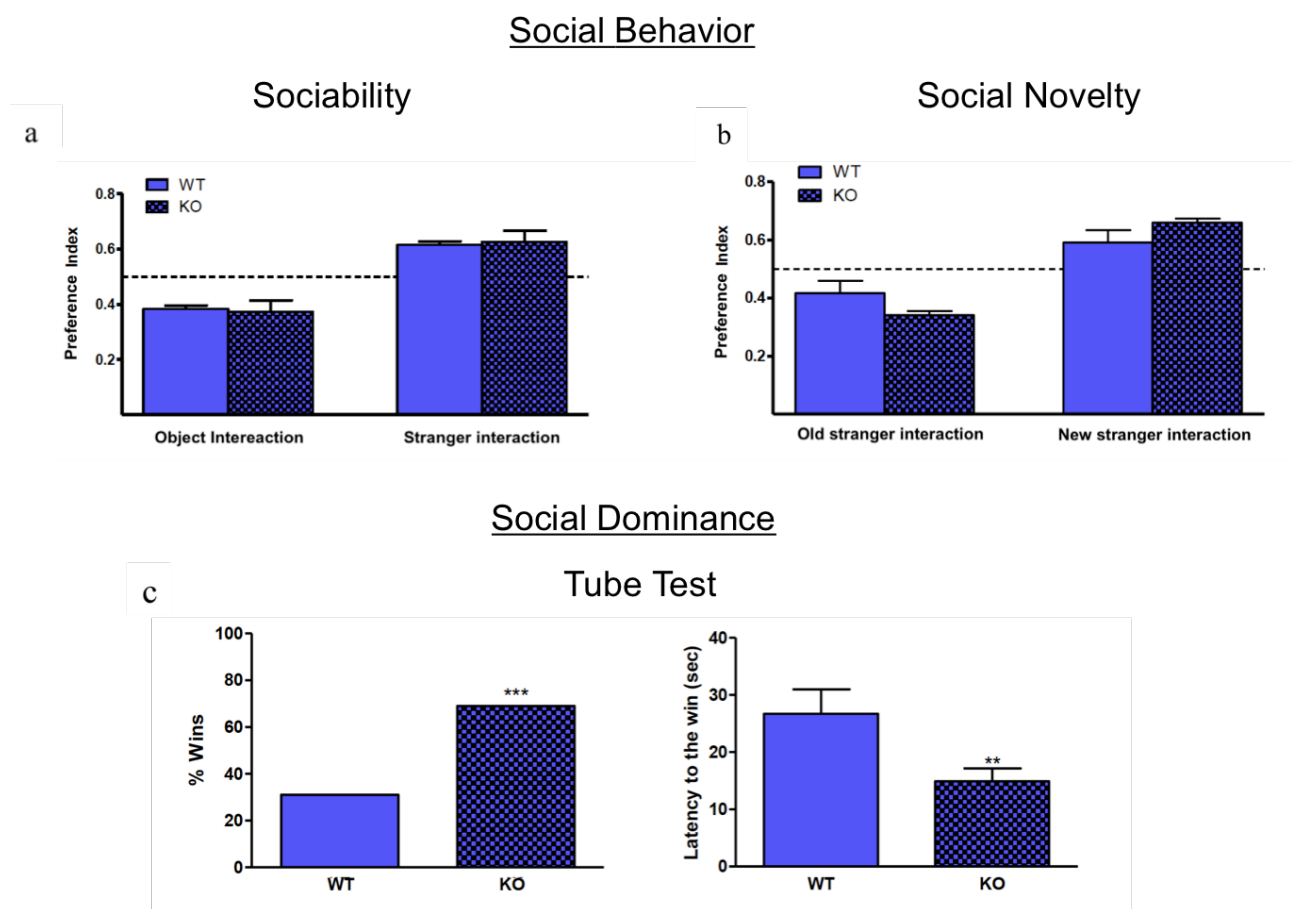 Social Behavior
Sociability
Social Novelty
a
b
WT
KO
WT
KO
0.8
0.6
0.4
0.2
Preference Index
0.8
0.6
0.4
0.2
Preference Index
Object Intereaction
Stranger interaction
Old stranger interaction
New stranger interaction
Social Dominance
Tube Test
c
100
80
60
40
20
0
% Wins
***
WT
KO
40
30
20
10
0
Latency to the win (sec)
**
WT
KO